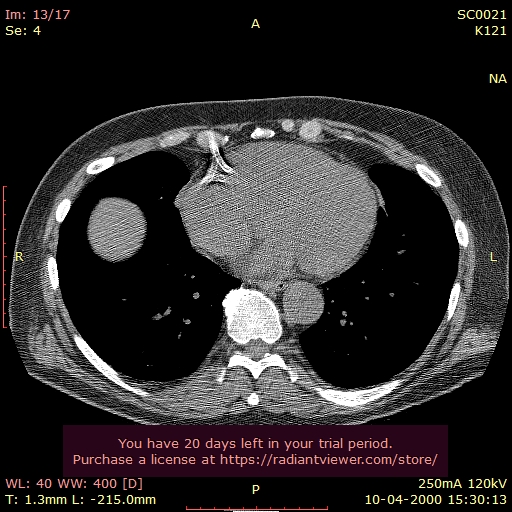 Im: 13/17
Se: 4
A
SC0021
K121
NA
R
L
You have 20 days left in your trial period.
Purchase a license at https://radiantviewer.com/store/
WL: 40 WW: 400 [D]
T: 1.3mm L: -215.0mm
P
250mA 120kV
10-04-2000 15:30:13